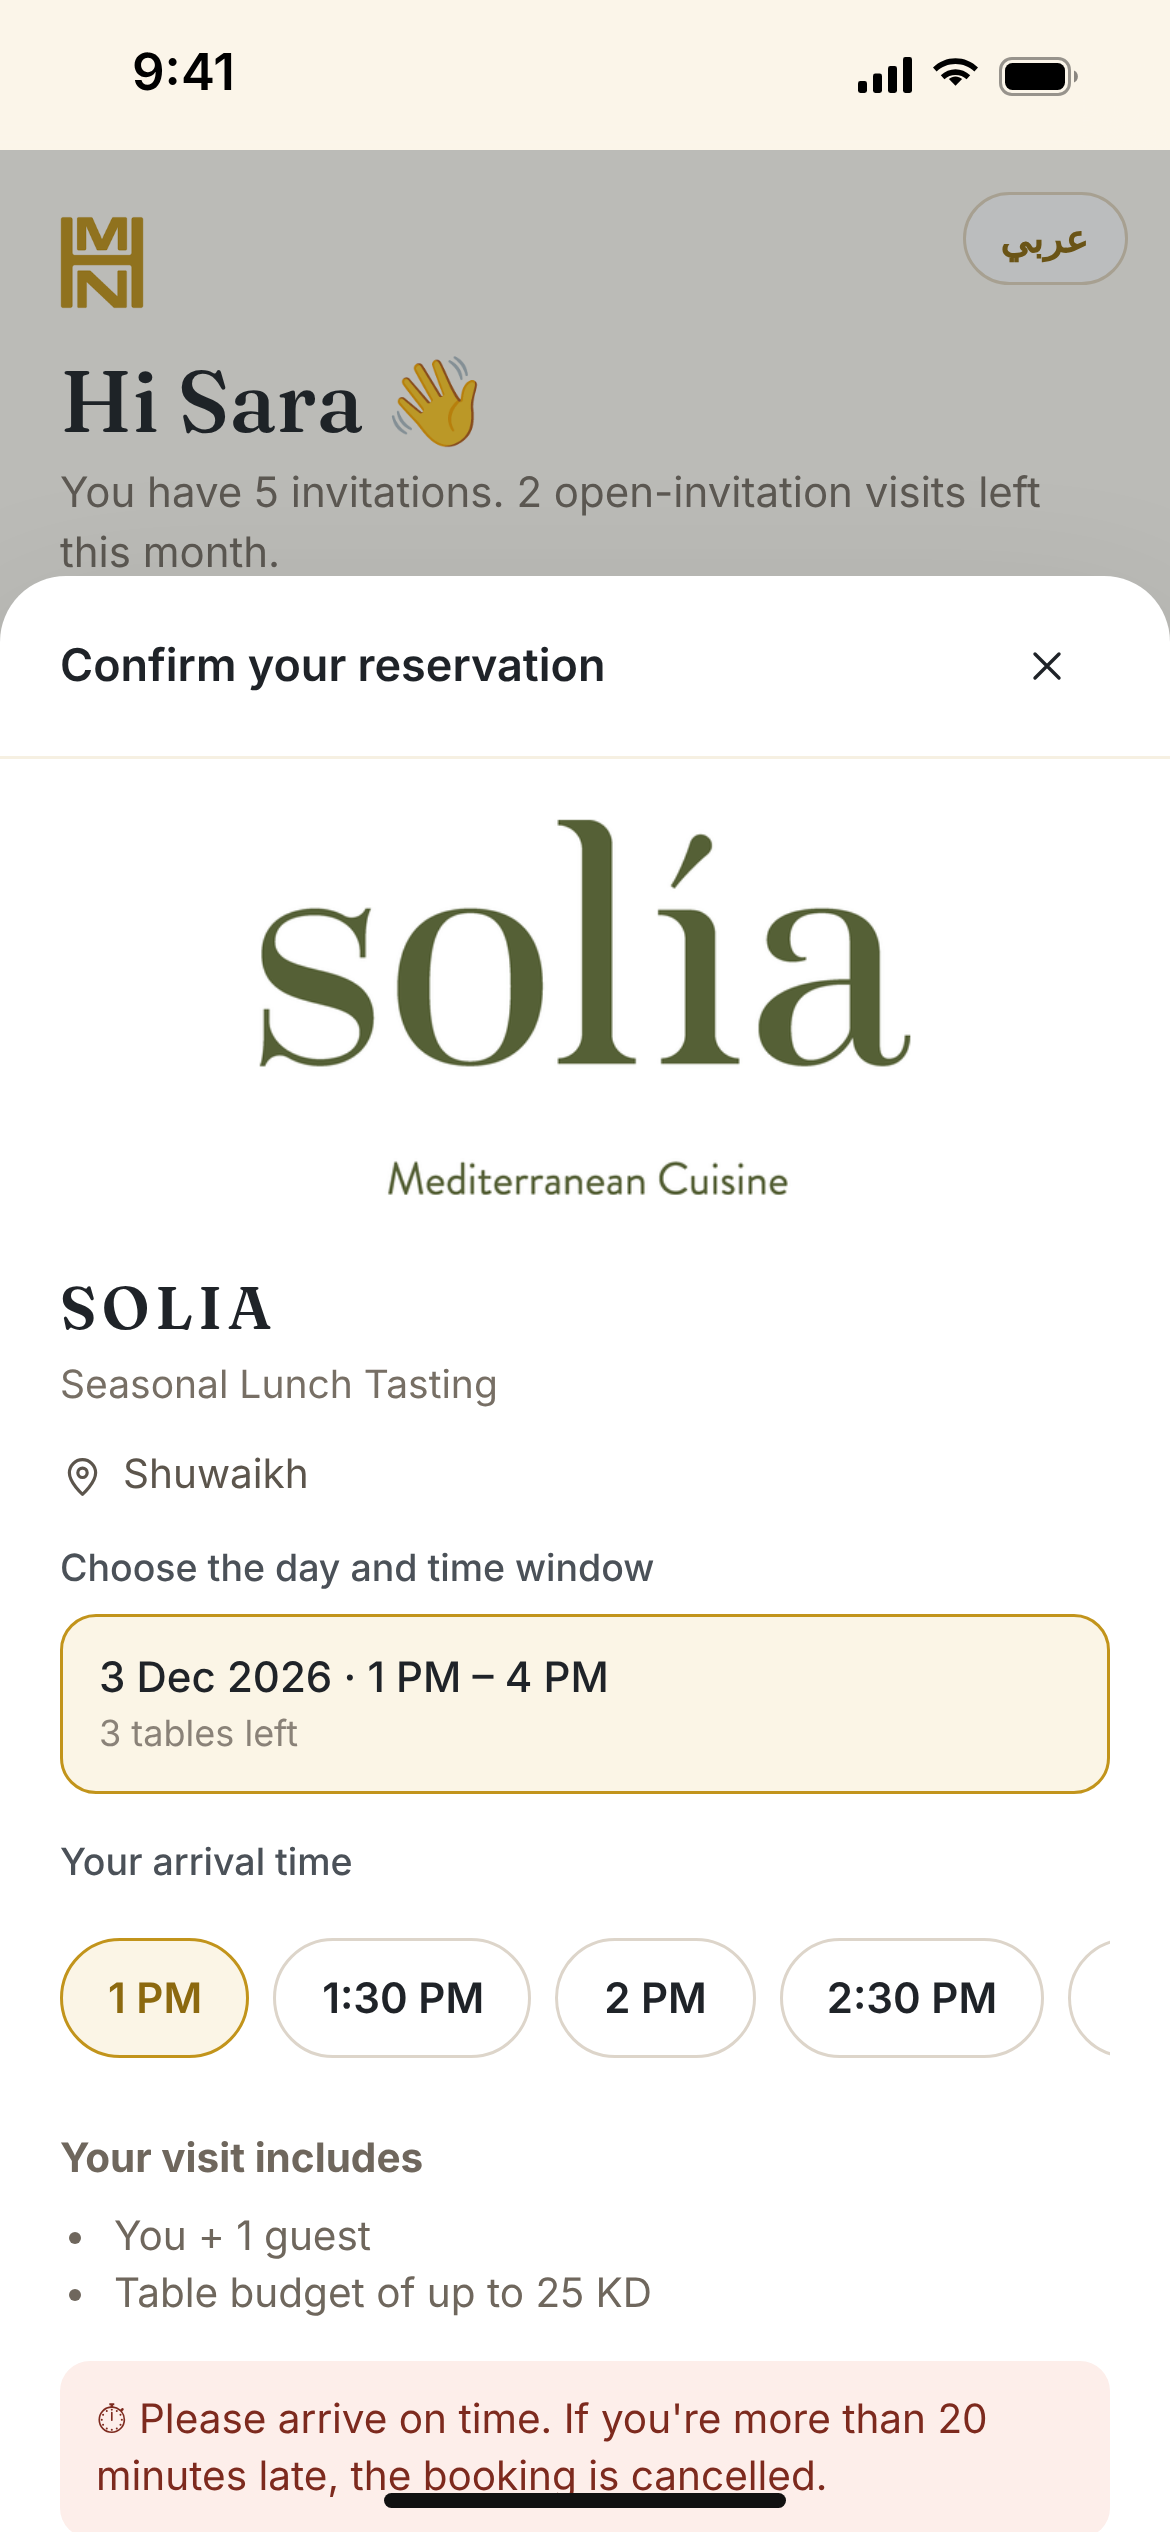 9:41
HMN
عربي
Hi Sara 👋
You have 5 invitations. 2 open-invitation visits left
this month.
Confirm your reservation
solía
Mediterranean Cuisine
SOLIA
Seasonal Lunch Tasting
Shuwaikh
Choose the day and time window
3 Dec 2026 · 1 PM – 4 PM
3 tables left
Your arrival time
1 PM
1:30 PM
2 PM
2:30 PM
Your visit includes
• You + 1 guest
• Table budget of up to 25 KD
⏱ Please arrive on time. If you're more than 20
minutes late, the booking is cancelled.